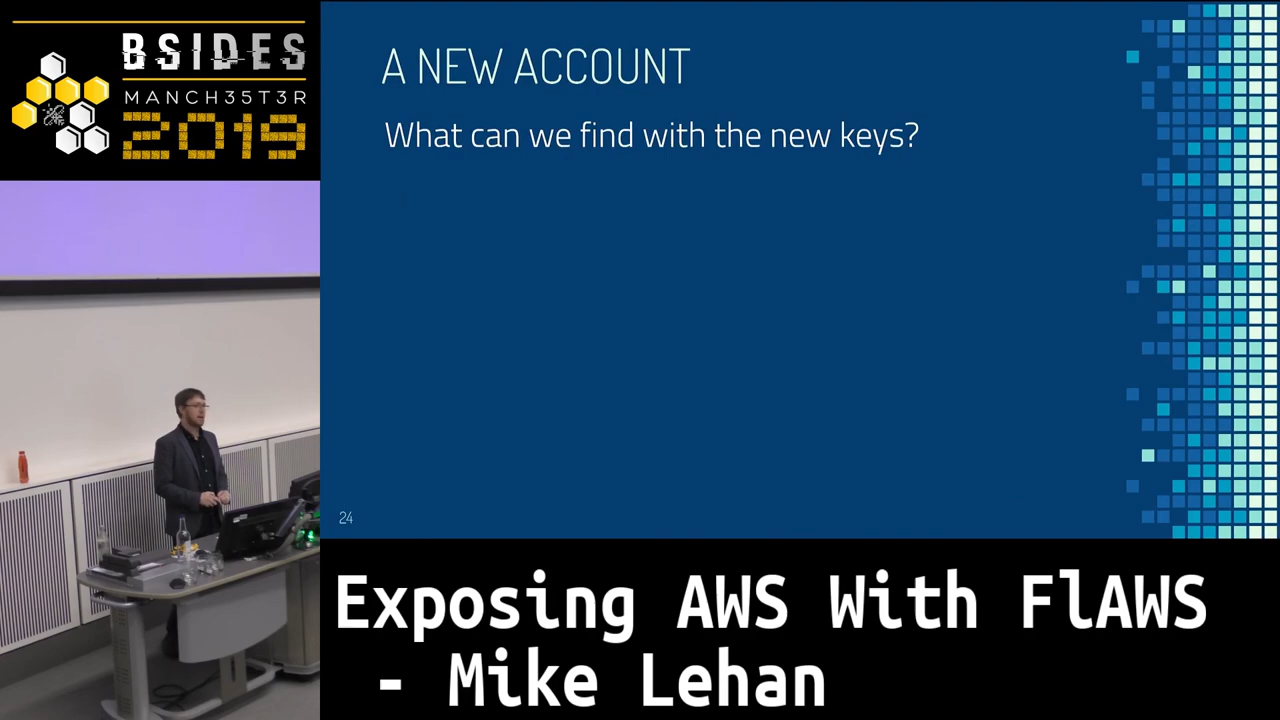 BSIDES
MANCH35T3R
2019
A NEW ACCOUNT
What can we find with the new keys?
24
Exposing AWS With FlAWS
- Mike Lehan